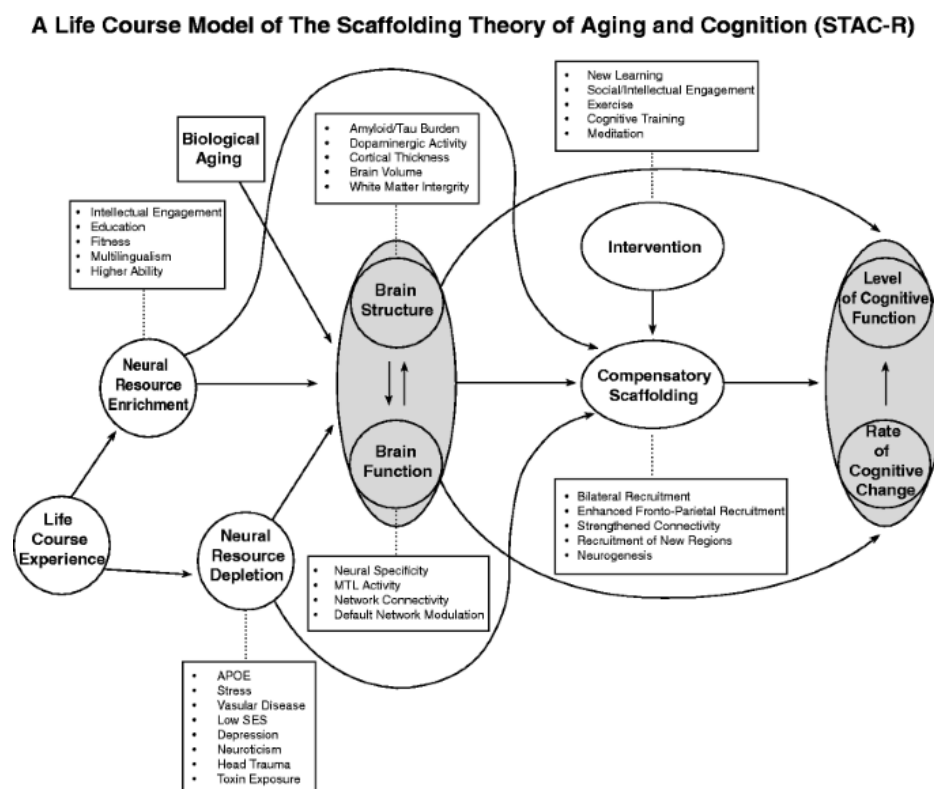 A Life Course Model of The Scaffolding Theory of Aging and Cognition (STAC-R)
• New Learning
• Social/Intellectual Engagement
• Exercise
• Cognitive Training
• Meditation
Biological
Aging
• Amyloid/Tau Burden
• Dopaminergic Activity
• Cortical Thickness
• Brain Volume
• White Matter Intergrity
• Intellectual Engagement
• Education
• Fitness
• Multilingualism
• Higher Ability
Intervention
Brain
Structure
Level
of Cognitive
Function
Neural
Resource
Enrichment
Compensatory
Scaffolding
Brain
Function
Rate
of
Cognitive
Change
Life
Course
Experience
Neural
Resource
Depletion
• Bilateral Recruitment
• Enhanced Fronto-Parietal Recruitment
• Strengthened Connectivity
• Recruitment of New Regions
• Neurogenesis
• Neural Specificity
• MTL Activity
• Network Connectivity
• Default Network Modulation
• APOE
• Stress
• Vascular Disease
• Low SES
• Depression
• Neuroticism
• Head Trauma
• Toxin Exposure